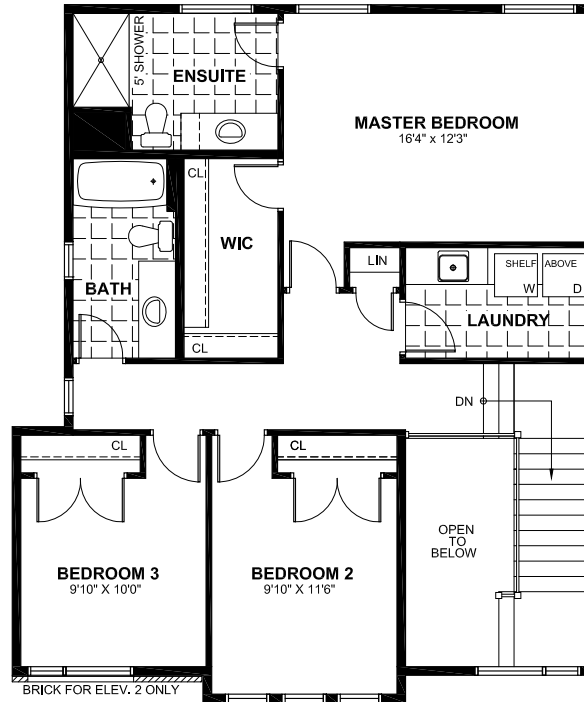 5' SHOWER
ENSUITE
MASTER BEDROOM
16'4" x 12'3"
CL
WIC
LIN
SHELF ABOVE
W D
BATH
LAUNDRY
CL
DN
CL
CL
OPEN
TO
BELOW
BEDROOM 3
9'10" X 10'0"
BEDROOM 2
9'10" X 11'6"
BRICK FOR ELEV. 2 ONLY